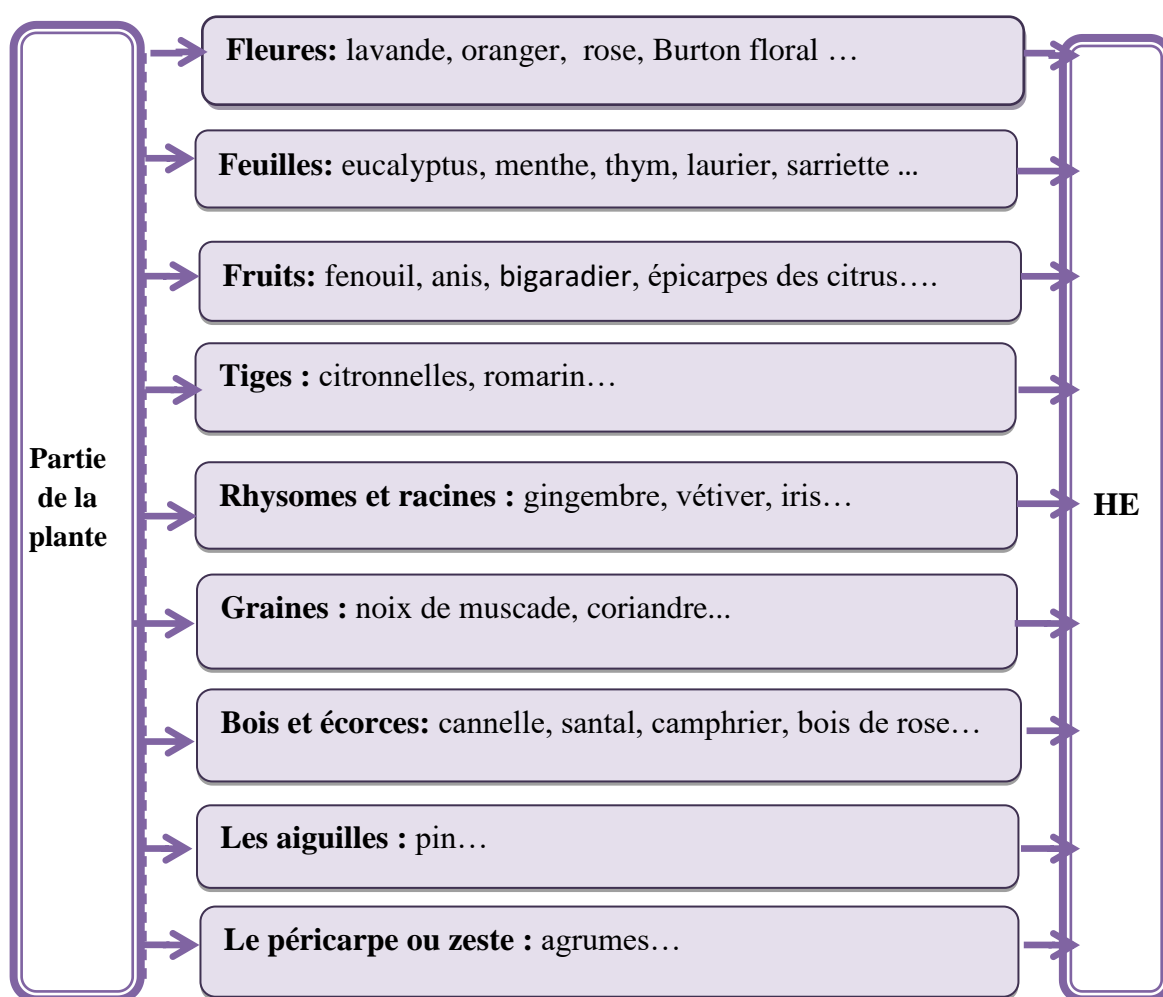 Fleures: lavande, oranger, rose, Burton floral …
Feuilles: eucalyptus, menthe, thym, laurier, sarriette ...
Fruits: fenouil, anis, bigaradier, épicarpes des citrus….
Tiges : citronnelles, romarin…
Partie
de la
plante
Rhysomes et racines : gingembre, vétiver, iris…
HE
Graines : noix de muscade, coriandre...
Bois et écorces: cannelle, santal, camphrier, bois de rose…
Les aiguilles : pin…
Le péricarpe ou zeste : agrumes…